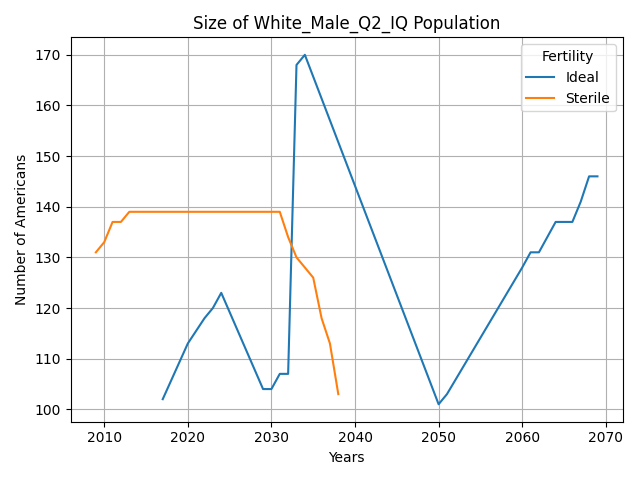 Size of White_Male_Q2_IQ Population
Fertility
Ideal
Sterile
Number of Americans
170
160
150
140
130
120
110
100
2010 2020 2030 2040 2050 2060 2070
Years